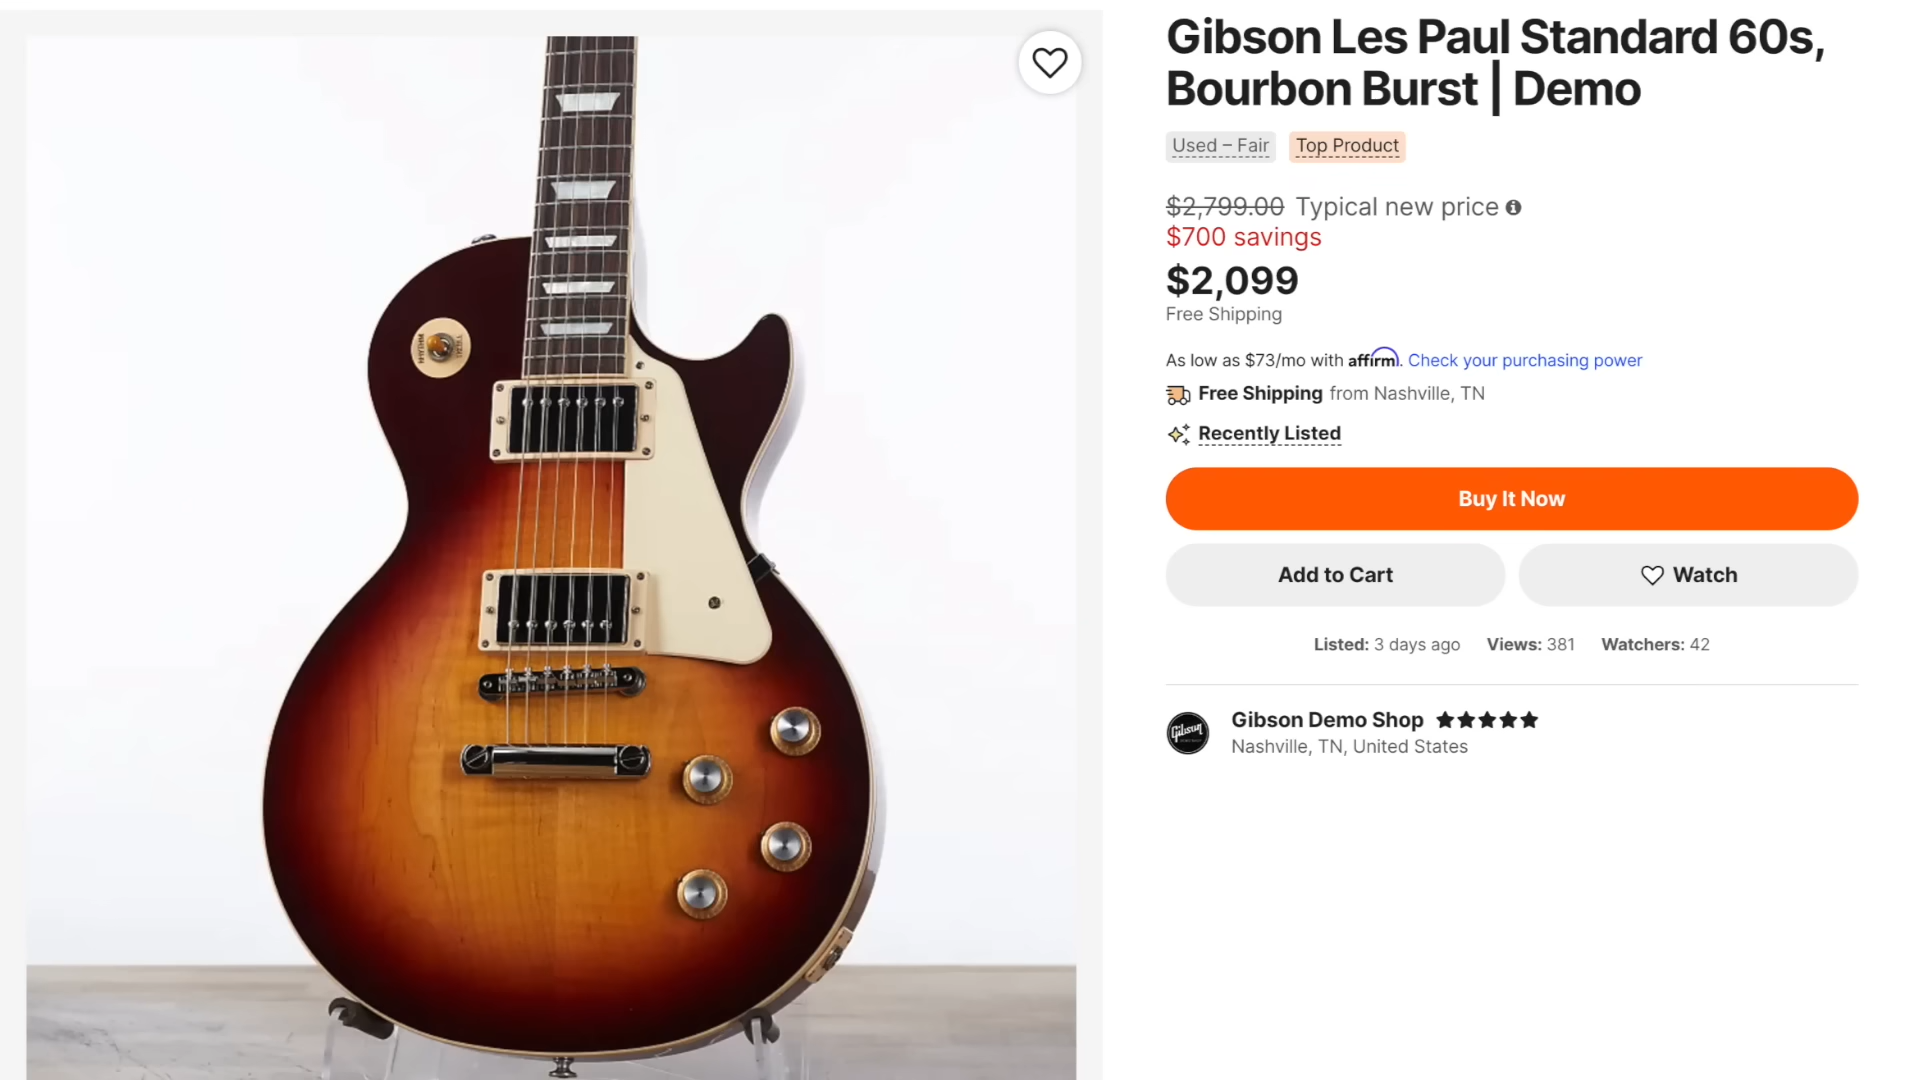 Gibson Les Paul Standard 60s,
Bourbon Burst | Demo
Used – Fair
Top Product
$2,799.00 Typical new price
$700 savings
$2,099
Free Shipping
As low as $73/mo with affirm. Check your purchasing power
Free Shipping from Nashville, TN
Recently Listed
Buy It Now
Add to Cart
Watch
Listed: 3 days ago Views: 381 Watchers: 42
Gibson
Gibson Demo Shop
Nashville, TN, United States
RHYTHM